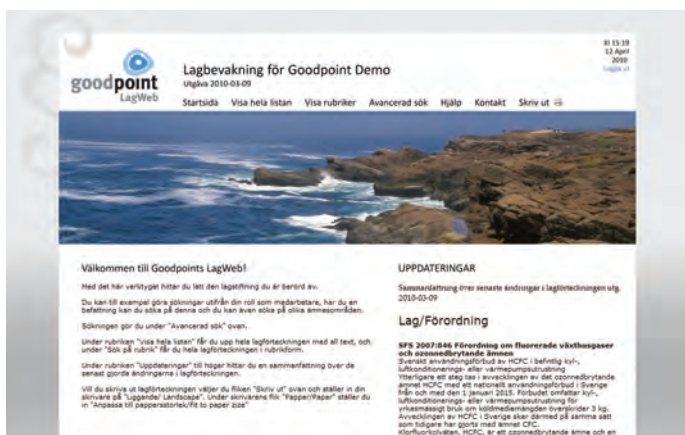 Kl 15:19
12 April
2010
Logga ut
goodpoint
LagWeb
Lagbevakning för Goodpoint Demo
Utgåva 2010-03-09
Startsida Visa hela listan Visa rubriker Avancerad sök Hjälp Kontakt Skriv ut
Välkommen till Goodpoints LagWeb!
Med det här verktyget hittar du lätt den lagstiftning du är berörd av.
Du kan till exempel göra sökningar utifrån din roll som medarbetare, har du en
befattning kan du söka på denna och du kan även söka på olika ämnesområden.
Sökningen gör du under "Avancerad sök" ovan.
Under rubriken "Visa hela listan" får du upp hela lagförteckningen med all text, och
under "Sök på rubrik" får du hela lagförteckningen i rubrikform.
Under rubriken "Uppdateringar" till höger hittar du en sammanfattning över de
senast gjorda ändringarna i lagförteckningen.
Vill du skriva ut lagförteckningen väljer du fliken "Skriv ut" ovan och ställer in din
skrivare på "Liggande/ Landscape". Under skrivarens flik "Papper/Paper" ställer du
in "Anpassa till pappersstorlek/fit to paper size"
UPPDATERINGAR
Sammanfattning över senaste ändringar i lagförteckningen utg.
2010-03-09
Lag/Förordning
SFS 2007:846 Förordning om fluorerade växthusgaser
och ozonnedbrytande ämnen
Svenskt användningsförbud av HCFC i befintlig kyl-,
luftkonditionerings- eller värmepumpsutrustning
Ytterligare ett steg tas i avvecklingen av det ozonnedbrytande
ämnet HCFC med ett nationellt användningsförbud i Sverige
från och med den 1 januari 2015. Förbudet omfattar kyl-,
luftkonditionerings- eller värmepumpsutrustning för
yrkesmässigt bruk om köldmediemängden överskrider 3 kg.
Avvecklingen av HCFC i Sverige sker därmed på samma sätt
som tidigare har gjorts med ämnet CFC.
Klorfluorkolväten, HCFC, är ett ozonnedbrytande ämne och en